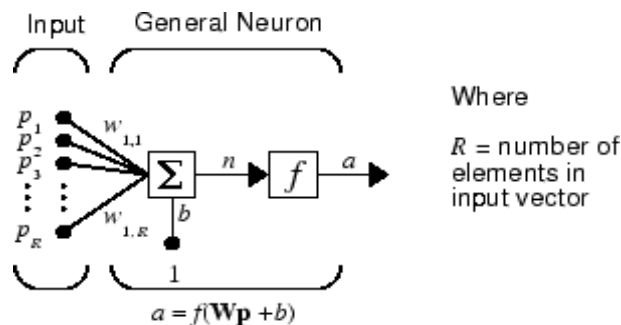 Input General Neuron
p1 w1,1
p2
p3
n f a
Σ
b
pR w1,R
1
a = f(Wp +b)
Where
R = number of
elements in
input vector